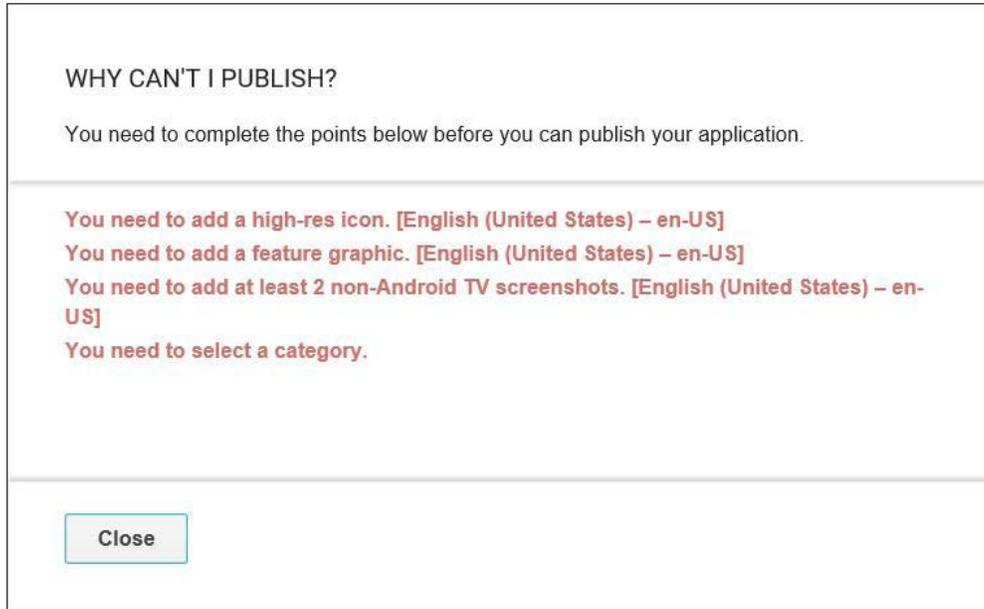 WHY CAN'T I PUBLISH?
You need to complete the points below before you can publish your application.
You need to add a high-res icon. [English (United States) – en-US]
You need to add a feature graphic. [English (United States) – en-US]
You need to add at least 2 non-Android TV screenshots. [English (United States) – en-
US]
You need to select a category.
Close